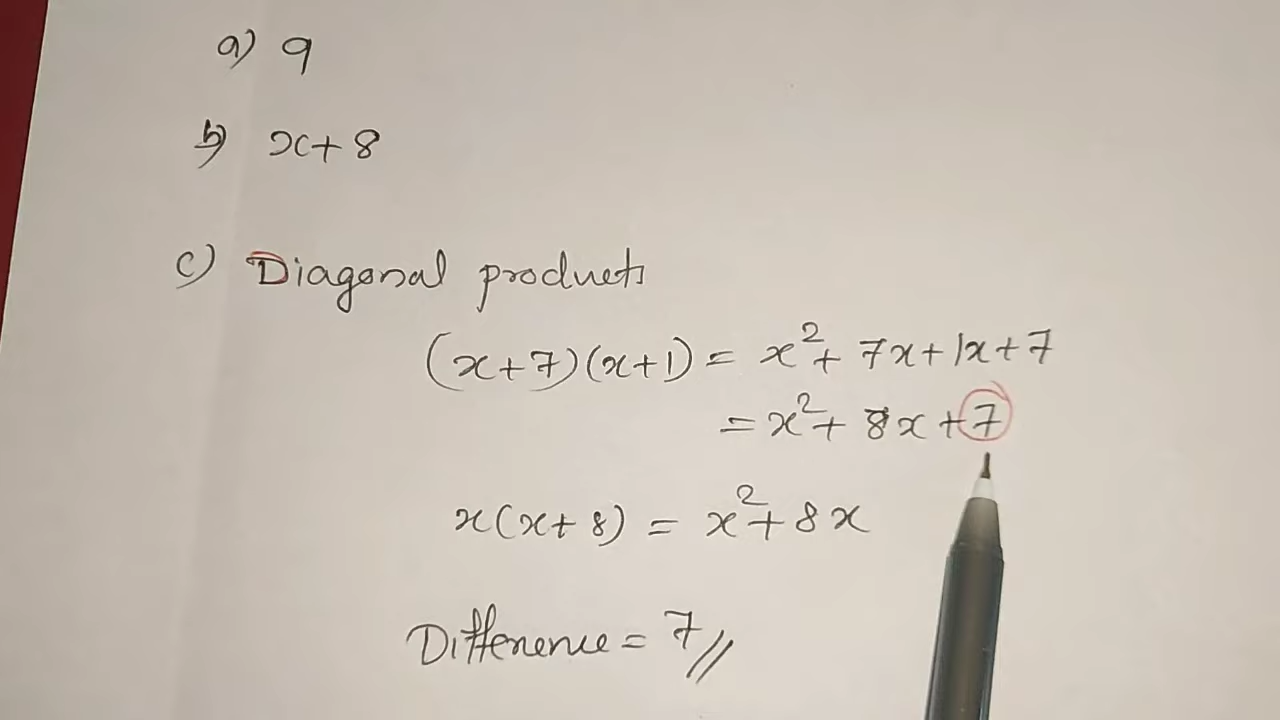 a) 9
b) x+8
c) Diagonal products
(x+7)(x+1) = x²+ 7x+1x+7
= x²+ 8x+7
x(x+8) = x²+8x
Difference = 7//